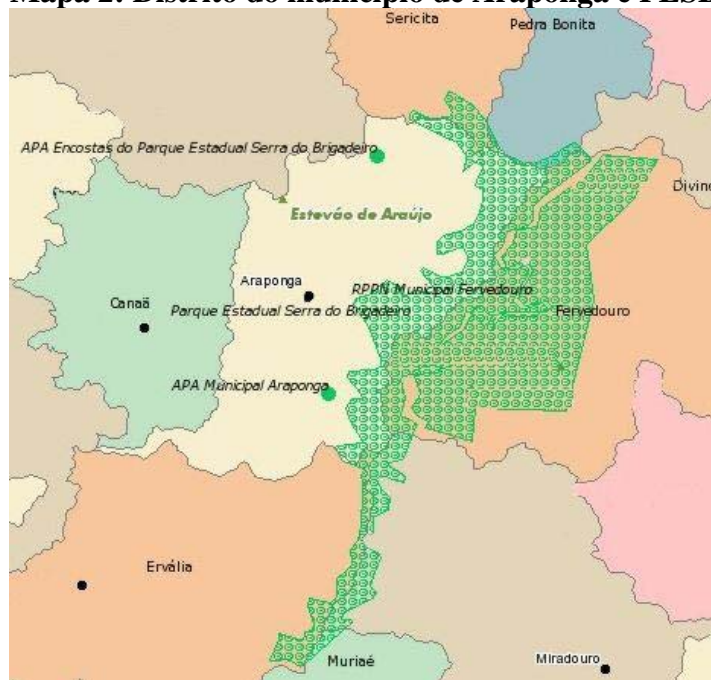 Mapa 2: Distrito do município de Araponga e PESB
Sericita
Pedra Bonita
APA Encostas do Parque Estadual Serra do Brigadeiro
Divino
Estevão de Araújo
Araponga
RPPN Municipal Fervedouro
Canaã
Parque Estadual Serra do Brigadeiro
Fervedouro
APA Municipal Araponga
Ervália
Muriaé
Miradouro